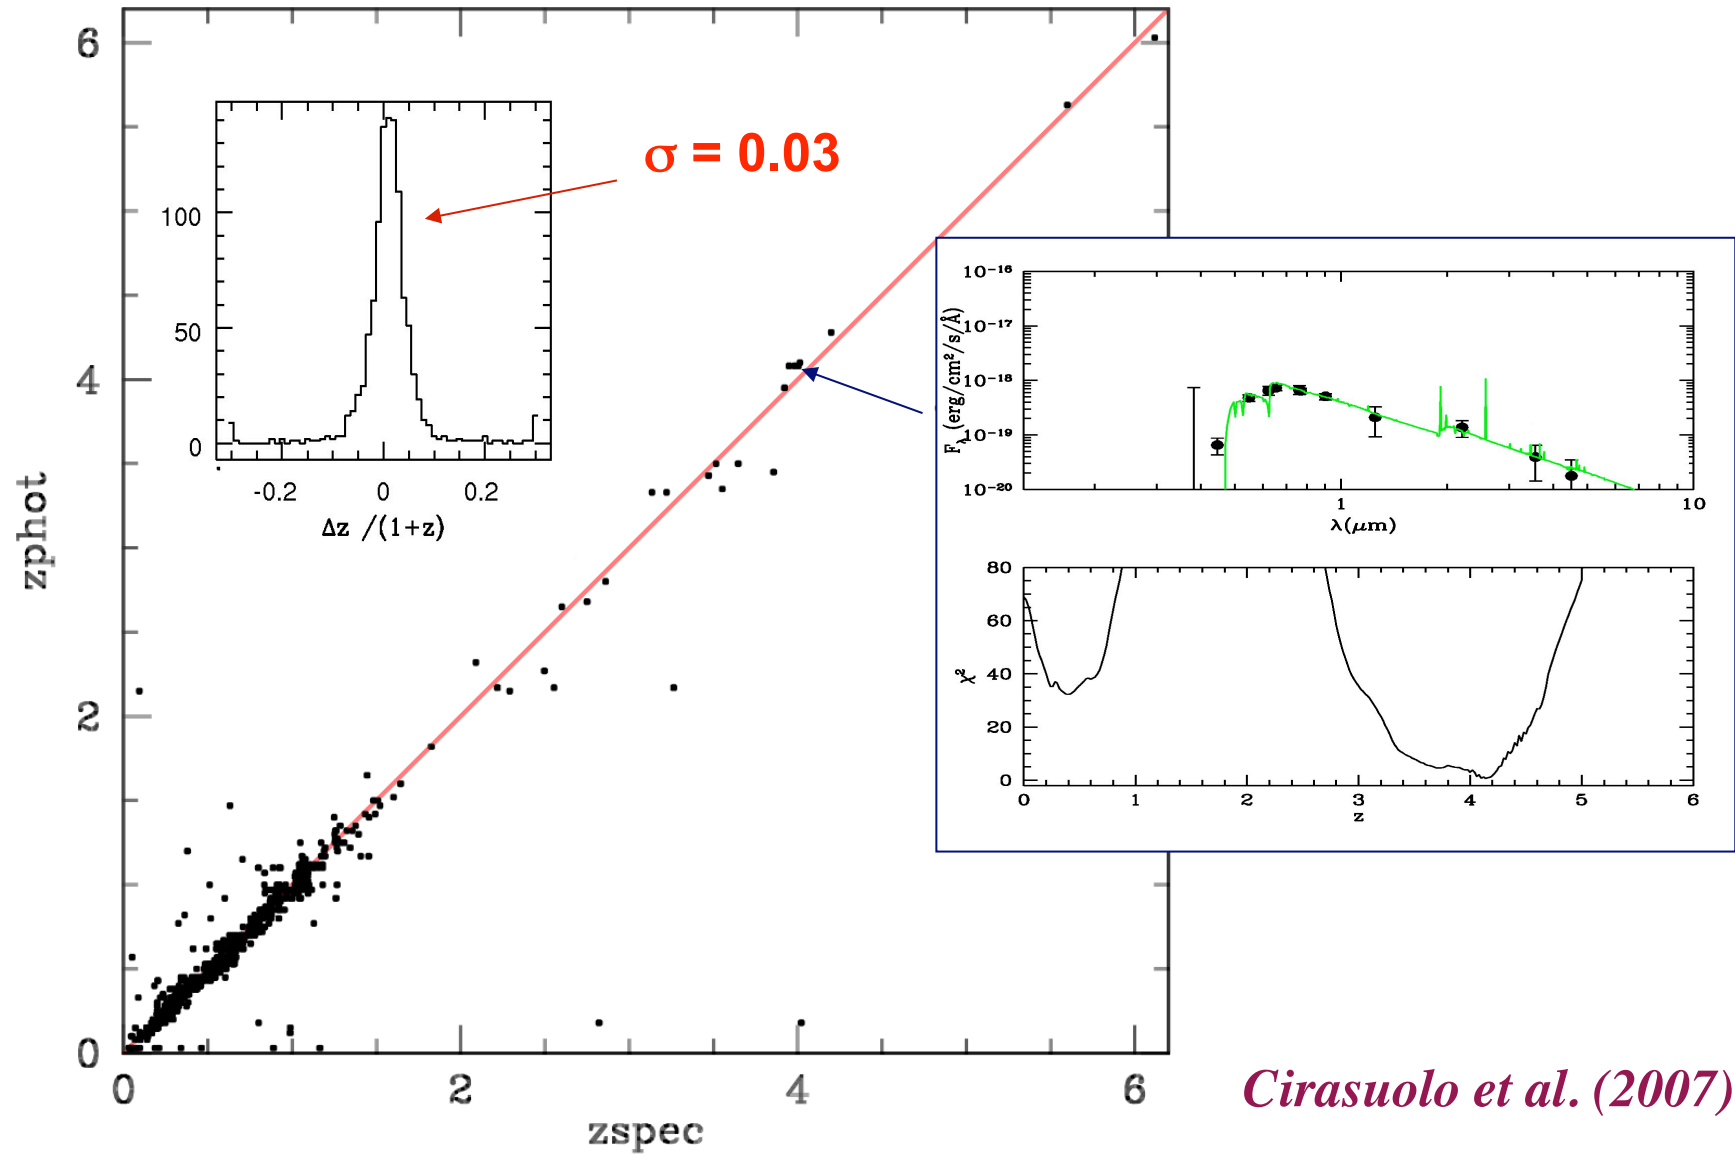 6
4
2
0
zphot
0 2 4 6
zspec
100
50
0
-0.2 0 0.2
Δz /(1+z)
σ = 0.03
F_λ (erg/cm²/s/Å)
10⁻¹⁶
10⁻¹⁷
10⁻¹⁸
10⁻¹⁹
10⁻²⁰
1 10
λ(μm)
χ²
80
60
40
20
0
0 1 2 3 4 5 6
z
Cirasuolo et al. (2007)